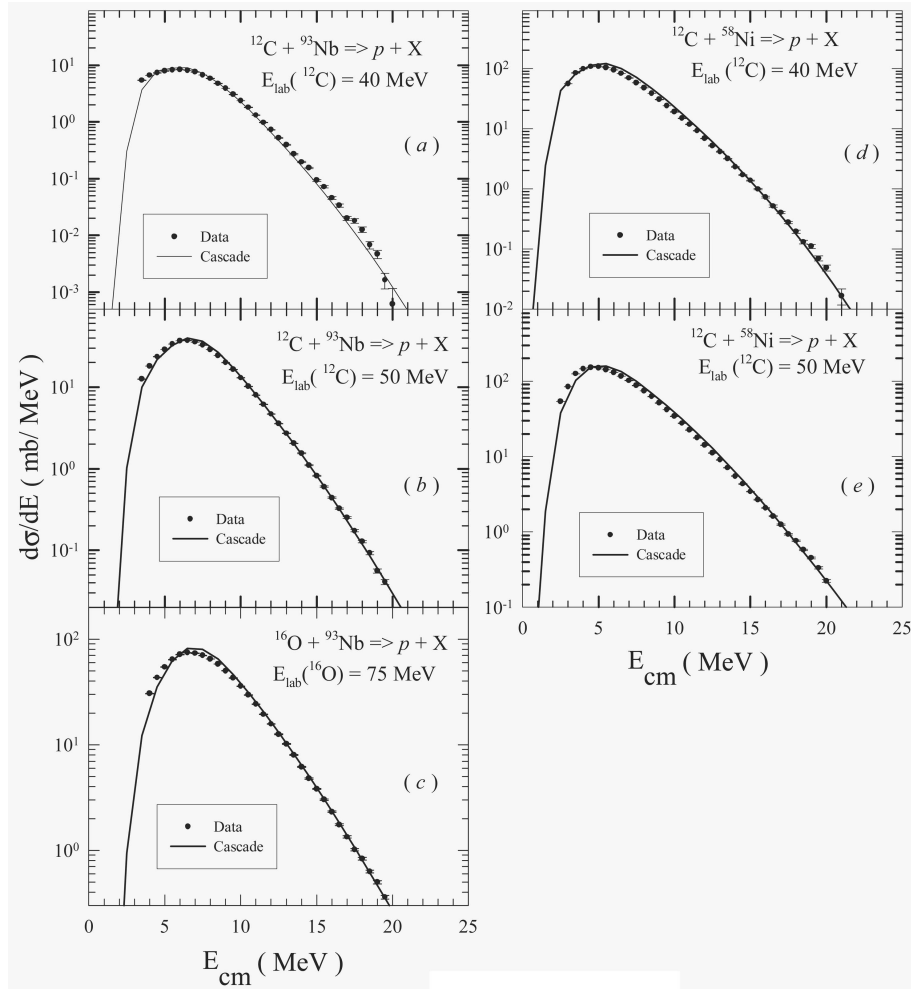 ¹²C + ⁹³Nb => p + X
E_lab(¹²C) = 40 MeV
(a)
10¹
10⁰
10⁻¹
10⁻²
10⁻³
Data
Cascade
¹²C + ⁹³Nb => p + X
E_lab(¹²C) = 50 MeV
(b)
10¹
10⁰
10⁻¹
Data
Cascade
dσ/dE ( mb/ MeV )
¹⁶O + ⁹³Nb => p + X
E_lab(¹⁶O) = 75 MeV
(c)
10²
10¹
10⁰
Data
Cascade
0 5 10 15 20 25
E_cm ( MeV )
¹²C + ⁵⁸Ni => p + X
E_lab (¹²C) = 40 MeV
(d)
10²
10¹
10⁰
10⁻¹
10⁻²
Data
Cascade
¹²C + ⁵⁸Ni => p + X
E_lab (¹²C) = 50 MeV
(e)
10²
10¹
10⁰
10⁻¹
Data
Cascade
0 5 10 15 20 25
E_cm ( MeV )